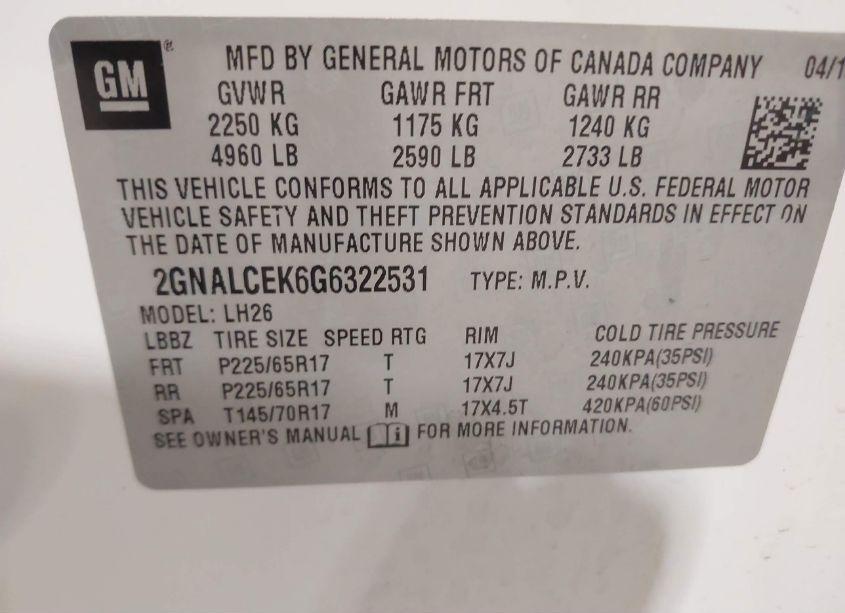 GM ®
MFD BY GENERAL MOTORS OF CANADA COMPANY 04/1
GVWR GAWR FRT GAWR RR
2250 KG 1175 KG 1240 KG
4960 LB 2590 LB 2733 LB
THIS VEHICLE CONFORMS TO ALL APPLICABLE U.S. FEDERAL MOTOR
VEHICLE SAFETY AND THEFT PREVENTION STANDARDS IN EFFECT ON
THE DATE OF MANUFACTURE SHOWN ABOVE.
2GNALCEK6G6322531 TYPE: M.P.V.
MODEL: LH26
LBBZ TIRE SIZE SPEED RTG RIM COLD TIRE PRESSURE
FRT P225/65R17 T 17X7J 240KPA(35PSI)
RR P225/65R17 T 17X7J 240KPA(35PSI)
SPA T145/70R17 M 17X4.5T 420KPA(60PSI)
SEE OWNER'S MANUAL i FOR MORE INFORMATION.